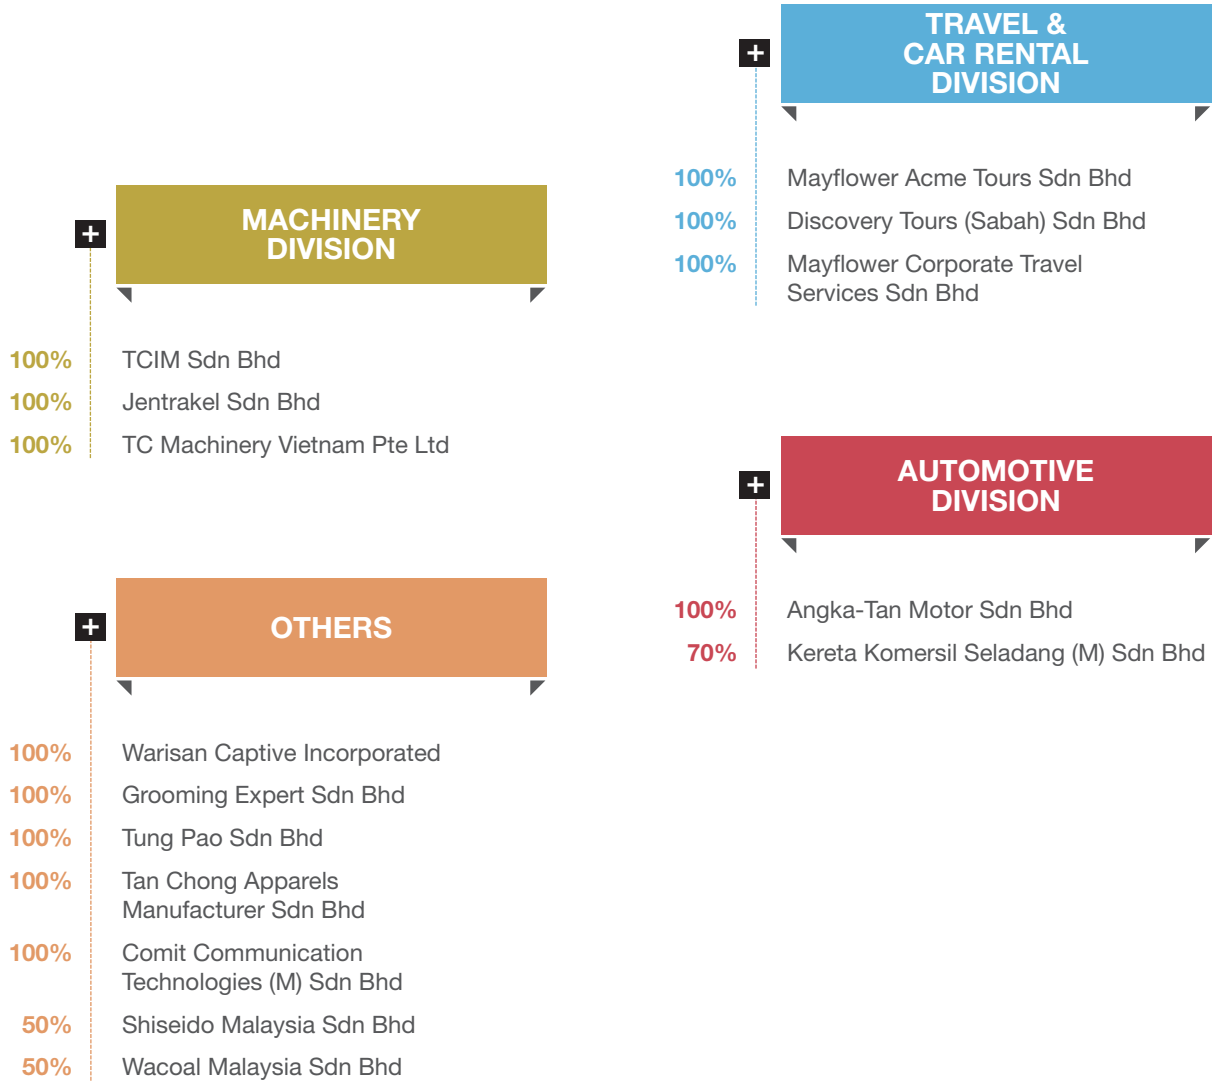 MACHINERY
DIVISION
100% TCIM Sdn Bhd
100% Jentrakel Sdn Bhd
100% TC Machinery Vietnam Pte Ltd
OTHERS
100% Warisan Captive Incorporated
100% Grooming Expert Sdn Bhd
100% Tung Pao Sdn Bhd
100% Tan Chong Apparels
Manufacturer Sdn Bhd
100% Comit Communication
Technologies (M) Sdn Bhd
50% Shiseido Malaysia Sdn Bhd
50% Wacoal Malaysia Sdn Bhd
TRAVEL &
CAR RENTAL
DIVISION
100% Mayflower Acme Tours Sdn Bhd
100% Discovery Tours (Sabah) Sdn Bhd
100% Mayflower Corporate Travel
Services Sdn Bhd
AUTOMOTIVE
DIVISION
100% Angka-Tan Motor Sdn Bhd
70% Kereta Komersil Seladang (M) Sdn Bhd